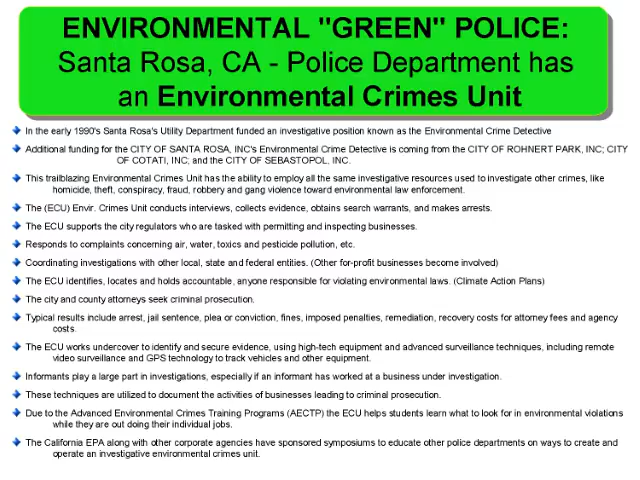 ENVIRONMENTAL "GREEN" POLICE:
Santa Rosa, CA - Police Department has
an Environmental Crimes Unit
In the early 1990's Santa Rosa's Utility Department funded an investigative position known as the Environmental Crime Detective
Additional funding for the CITY OF SANTA ROSA, INC's Environmental Crime Detective is coming from the CITY OF ROHNERT PARK, INC; CITY
OF COTATI, INC; and the CITY OF SEBASTOPOL, INC.
This trailblazing Environmental Crimes Unit has the ability to employ all the same investigative resources used to investigate other crimes, like
homicide, theft, conspiracy, fraud, robbery and gang violence toward environmental law enforcement.
The (ECU) Envir. Crimes Unit conducts interviews, collects evidence, obtains search warrants, and makes arrests.
The ECU supports the city regulators who are tasked with permitting and inspecting businesses.
Responds to complaints concerning air, water, toxics and pesticide pollution, etc.
Coordinating investigations with other local, state and federal entities. (Other for-profit businesses become involved)
The ECU identifies, locates and holds accountable, anyone responsible for violating environmental laws. (Climate Action Plans)
The city and county attorneys seek criminal prosecution.
Typical results include arrest, jail sentence, plea or conviction, fines, imposed penalties, remediation, recovery costs for attorney fees and agency
costs.
The ECU works undercover to identify and secure evidence, using high-tech equipment and advanced surveillance techniques, including remote
video surveillance and GPS technology to track vehicles and other equipment.
Informants play a large part in investigations, especially if an informant has worked at a business under investigation.
These techniques are utilized to document the activities of businesses leading to criminal prosecution.
Due to the Advanced Environmental Crimes Training Programs (AECTP) the ECU helps students learn what to look for in environmental violations
while they are out doing their individual jobs.
The California EPA along with other corporate agencies have sponsored symposiums to educate other police departments on ways to create and
operate an investigative environmental crimes unit.